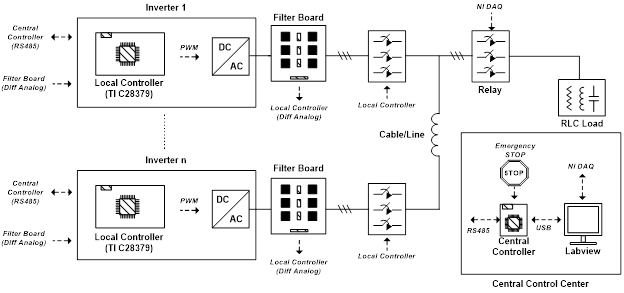 Inverter 1
Central
Controller
(RS485)
Filter Board
(Diff Analog)
Local Controller
(TI C28379)
PWM
DC
AC
Filter Board
Local Controller
(Diff Analog)
Local Controller
NI DAQ
Relay
RLC Load
Cable/Line
Inverter n
Central
Controller
(RS485)
Filter Board
(Diff Analog)
Local Controller
(TI C28379)
PWM
DC
AC
Filter Board
Local Controller
(Diff Analog)
Local Controller
Emergency
STOP
STOP
NI DAQ
RS485
USB
Central
Controller
Labview
Central Control Center